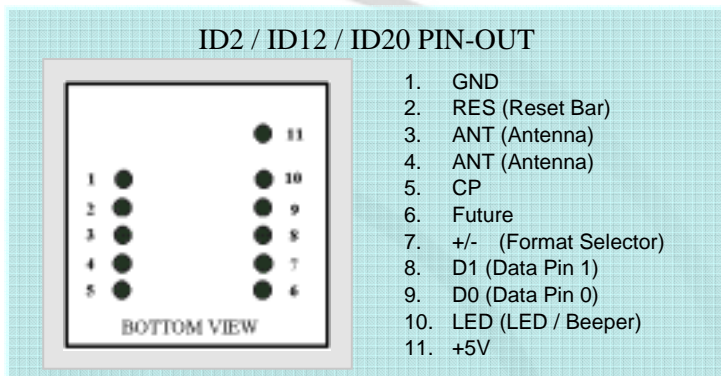 ID2 / ID12 / ID20 PIN-OUT
11
1 10
2 9
3 8
4 7
5 6
BOTTOM VIEW
1. GND
2. RES (Reset Bar)
3. ANT (Antenna)
4. ANT (Antenna)
5. CP
6. Future
7. +/- (Format Selector)
8. D1 (Data Pin 1)
9. D0 (Data Pin 0)
10. LED (LED / Beeper)
11. +5V